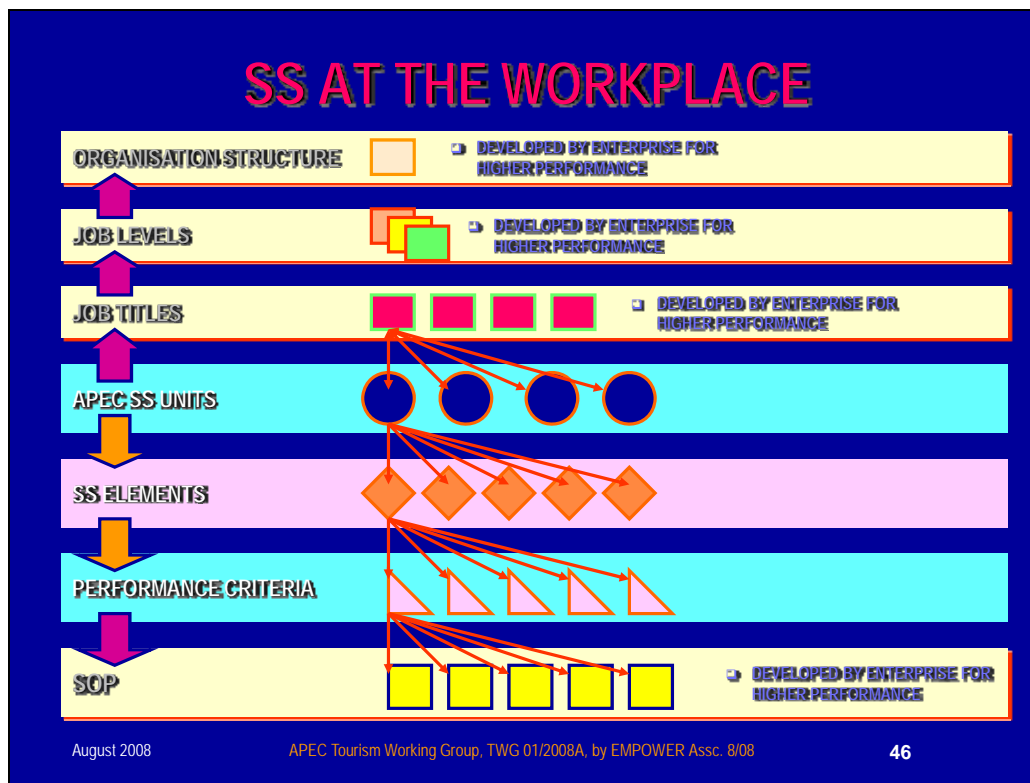 SS AT THE WORKPLACE
ORGANISATION STRUCTURE
❑ DEVELOPED BY ENTERPRISE FOR
HIGHER PERFORMANCE
JOB LEVELS
❑ DEVELOPED BY ENTERPRISE FOR
HIGHER PERFORMANCE
JOB TITLES
❑ DEVELOPED BY ENTERPRISE FOR
HIGHER PERFORMANCE
APEC SS UNITS
SS ELEMENTS
PERFORMANCE CRITERIA
SOP
❑ DEVELOPED BY ENTERPRISE FOR
HIGHER PERFORMANCE
August 2008
APEC Tourism Working Group, TWG 01/2008A, by EMPOWER Assc. 8/08
46